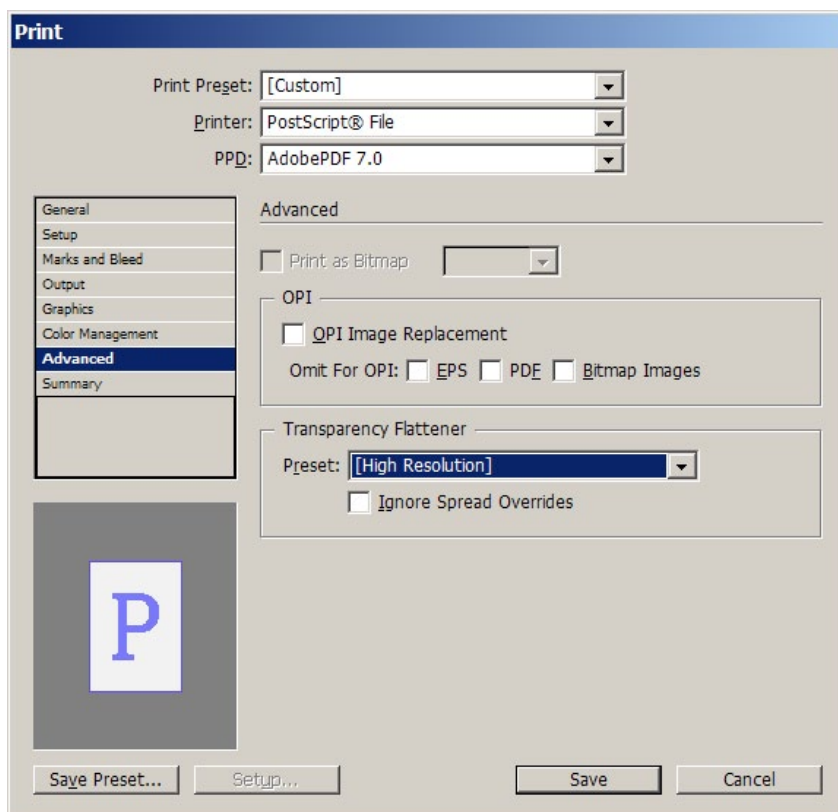 Print
Print Preset: [Custom]
Printer: PostScript® File
PPD: AdobePDF 7.0
General
Setup
Marks and Bleed
Output
Graphics
Color Management
Advanced
Summary
Advanced
Print as Bitmap
OPI
OPI Image Replacement
Omit For OPI: EPS PDF Bitmap Images
Transparency Flattener
Preset: [High Resolution]
Ignore Spread Overrides
P
Save Preset... Setup... Save Cancel